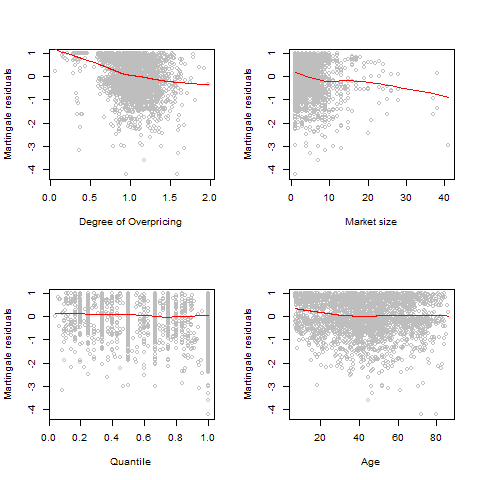 Martingale residuals
1
0
-1
-2
-3
-4
0.0 0.5 1.0 1.5 2.0
Degree of Overpricing
Martingale residuals
1
0
-1
-2
-3
-4
0 10 20 30 40
Market size
Martingale residuals
1
0
-1
-2
-3
-4
0.0 0.2 0.4 0.6 0.8 1.0
Quantile
Martingale residuals
1
0
-1
-2
-3
-4
20 40 60 80
Age